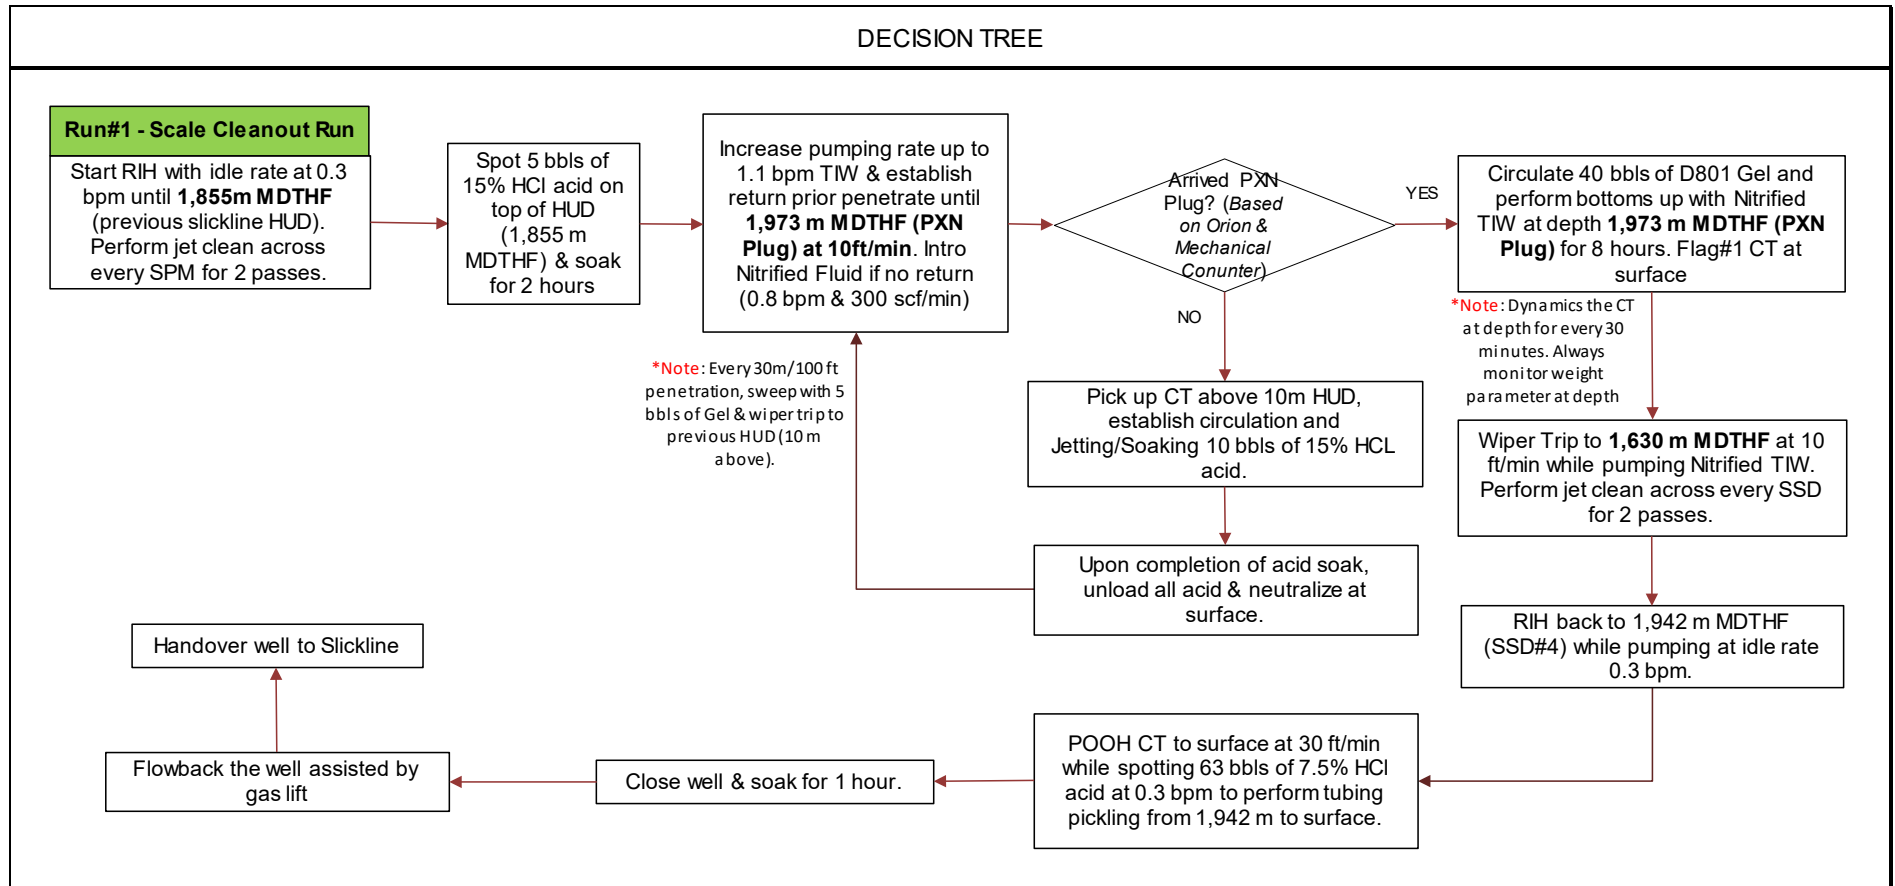 DECISION TREE
Run#1 - Scale Cleanout Run
Start RIH with idle rate at 0.3
bpm until 1,855m MDTHF
(previous slickline HUD).
Perform jet clean across
every SPM for 2 passes.
Spot 5 bbls of
15% HCl acid on
top of HUD
(1,855 m
MDTHF) & soak
for 2 hours
Increase pumping rate up to
1.1 bpm TIW & establish
return prior penetrate until
1,973 m MDTHF (PXN
Plug) at 10ft/min. Intro
Nitrified Fluid if no return
(0.8 bpm & 300 scf/min)
*Note: Every 30m/100 ft
penetration, sweep with 5
bbls of Gel & wiper trip to
previous HUD (10 m
above).
Arrived PXN
Plug? (Based
on Orion &
Mechanical
Conunter)
YES
NO
Circulate 40 bbls of D801 Gel and
perform bottoms up with Nitrified
TIW at depth 1,973 m MDTHF (PXN
Plug) for 8 hours. Flag#1 CT at
surface
*Note: Dynamics the CT
at depth for every 30
minutes. Always
monitor weight
parameter at depth
Pick up CT above 10m HUD,
establish circulation and
Jetting/Soaking 10 bbls of 15% HCL
acid.
Upon completion of acid soak,
unload all acid & neutralize at
surface.
Wiper Trip to 1,630 m MDTHF at 10
ft/min while pumping Nitrified TIW.
Perform jet clean across every SSD
for 2 passes.
RIH back to 1,942 m MDTHF
(SSD#4) while pumping at idle rate
0.3 bpm.
POOH CT to surface at 30 ft/min
while spotting 63 bbls of 7.5% HCl
acid at 0.3 bpm to perform tubing
pickling from 1,942 m to surface.
Close well & soak for 1 hour.
Flowback the well assisted by
gas lift
Handover well to Slickline